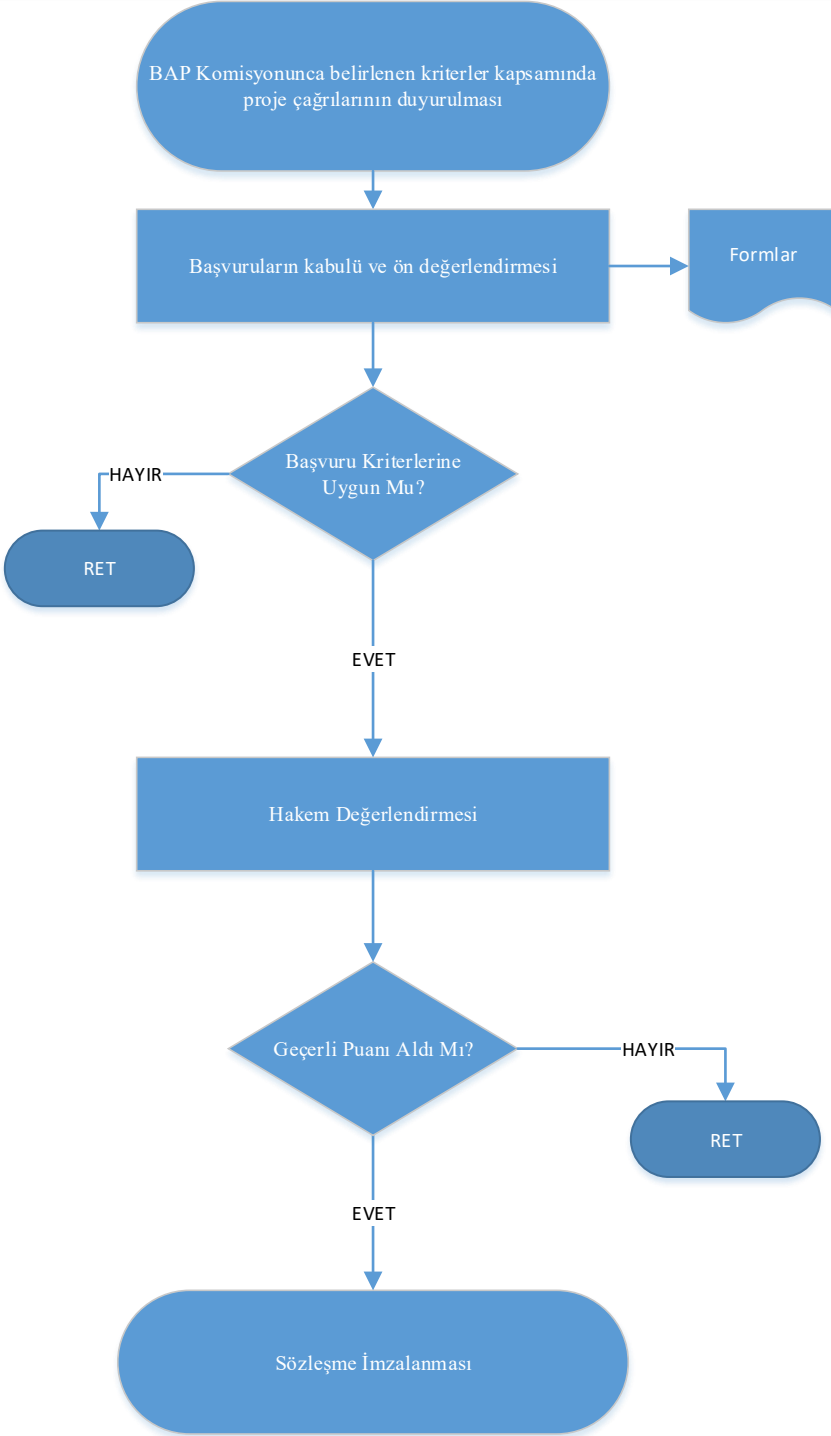 BAP Komisyonunca belirlenen kriterler kapsamında
proje çağrılarının duyurulması
Başvuruların kabulü ve ön değerlendirmesi
Formlar
Başvuru Kriterlerine
Uygun Mu?
HAYIR
RET
EVET
Hakem Değerlendirmesi
Geçerli Puanı Aldı Mı?
HAYIR
RET
EVET
Sözleşme İmzalanması